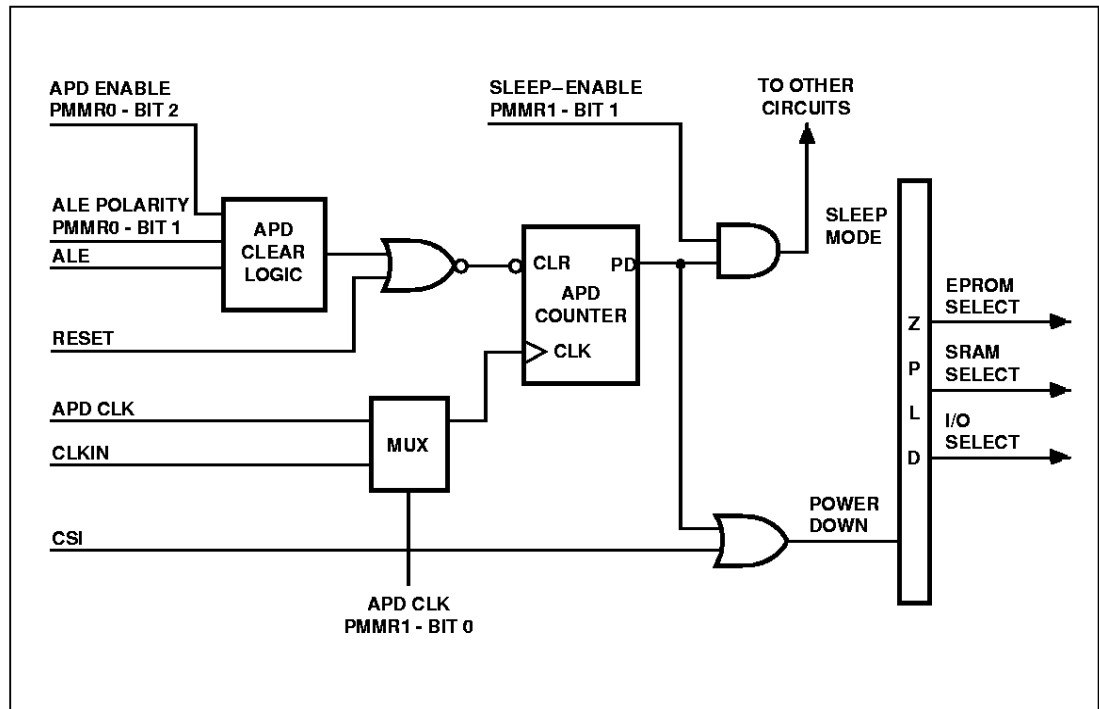 APD ENABLE
PMMR0 - BIT 2
SLEEP–ENABLE
PMMR1 - BIT 1
TO OTHER
CIRCUITS
ALE POLARITY
PMMR0 - BIT 1
ALE
APD
CLEAR
LOGIC
SLEEP
MODE
CLR
PD
APD
COUNTER
CLK
RESET
EPROM
SELECT
SRAM
SELECT
I/O
SELECT
Z
P
L
D
APD CLK
CLKIN
MUX
CSI
POWER
DOWN
APD CLK
PMMR1 - BIT 0